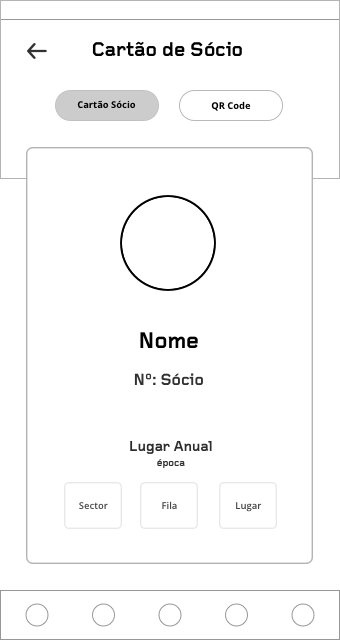 Cartão de Sócio
Cartão Sócio
QR Code
Nome
Nº: Sócio
Lugar Anual
época
Sector
Fila
Lugar